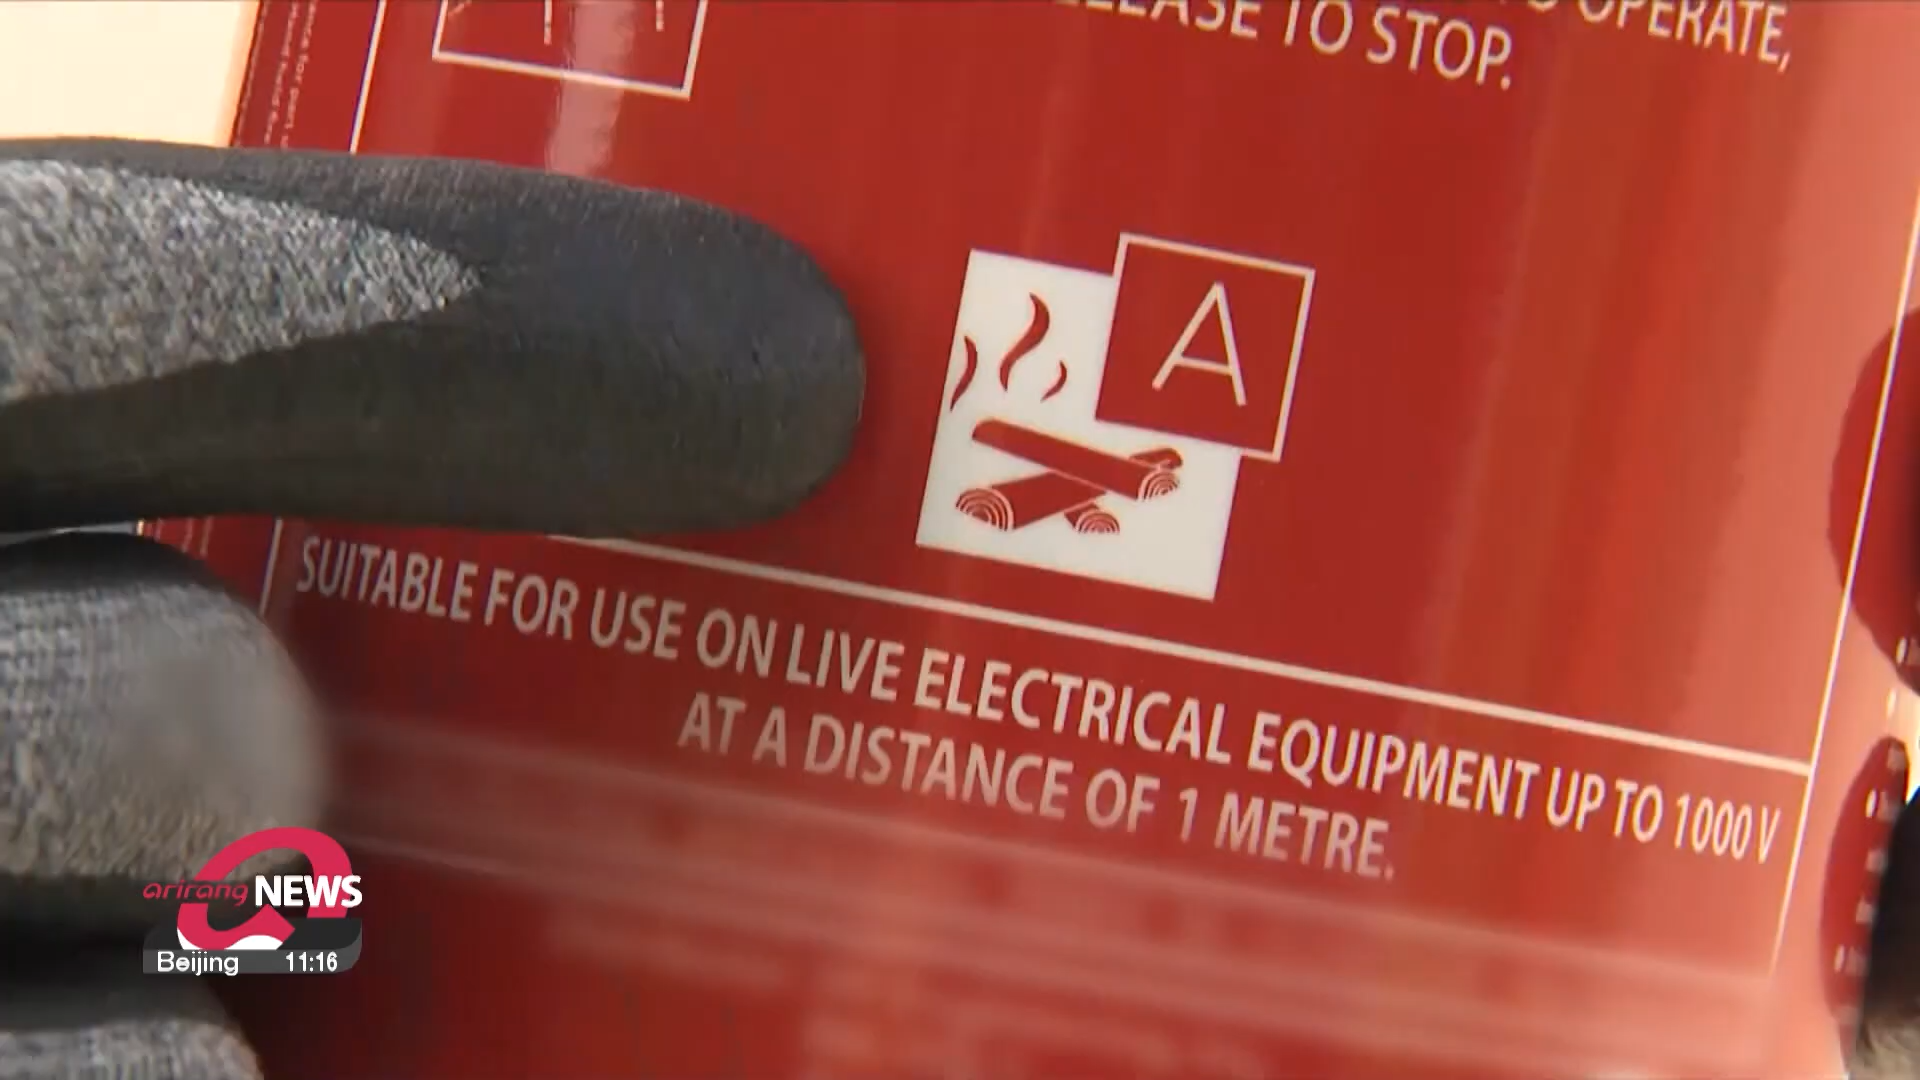 OPERATE,
TO STOP.
A
SUITABLE FOR USE ON LIVE ELECTRICAL EQUIPMENT UP TO 1000 V
AT A DISTANCE OF 1 METRE.
arirang NEWS
Beijing 11:16